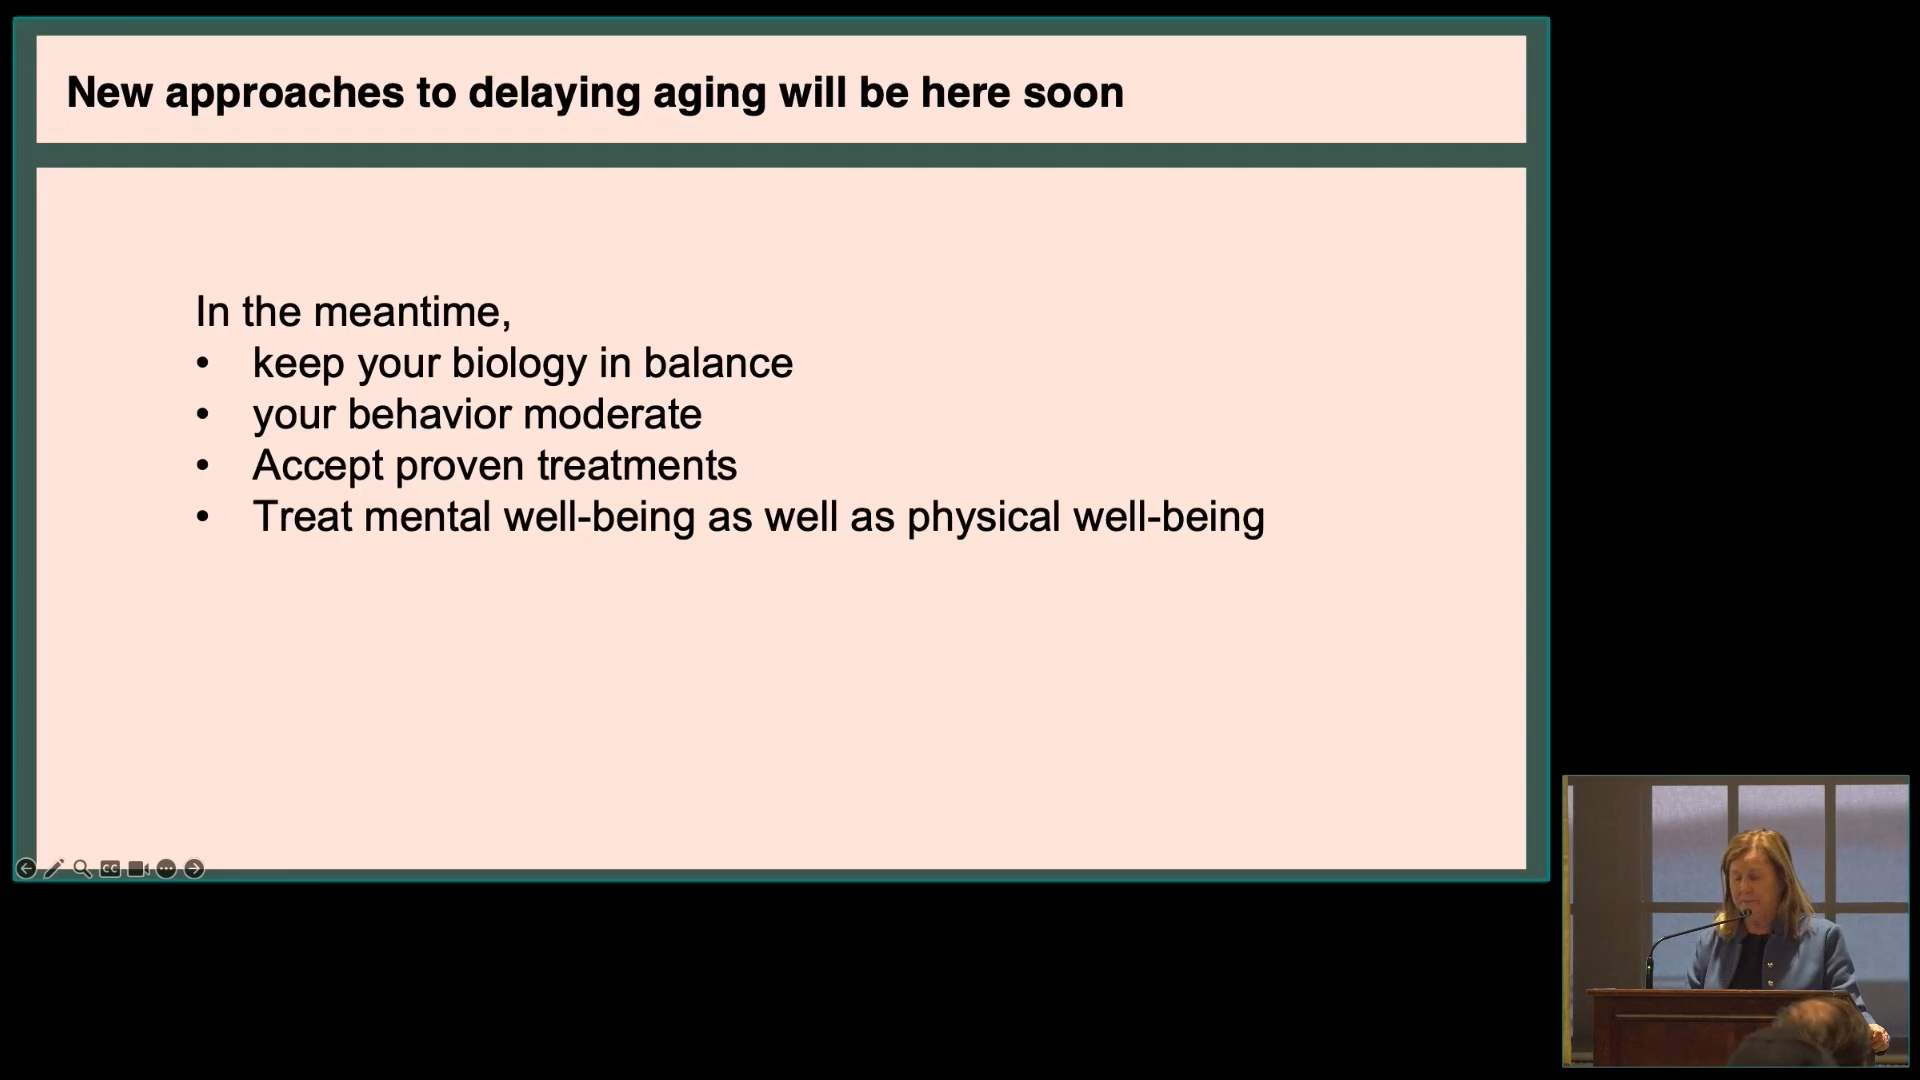 New approaches to delaying aging will be here soon
In the meantime,
• keep your biology in balance
• your behavior moderate
• Accept proven treatments
• Treat mental well-being as well as physical well-being
CC